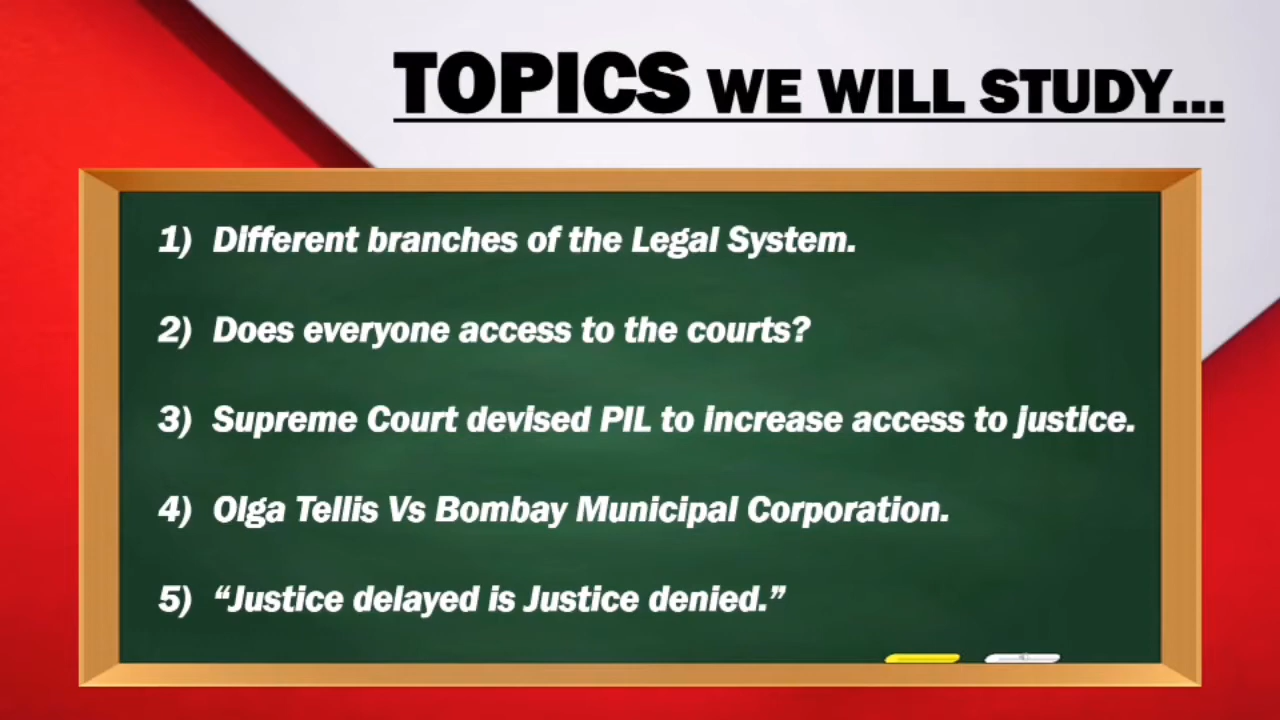 TOPICS WE WILL STUDY...
1) Different branches of the Legal System.
2) Does everyone access to the courts?
3) Supreme Court devised PIL to increase access to justice.
4) Olga Tellis Vs Bombay Municipal Corporation.
5) “Justice delayed is Justice denied.”